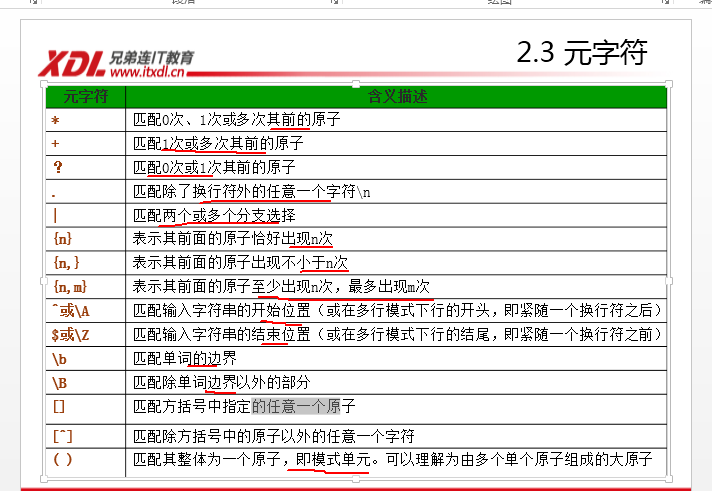 XDL 兄弟连IT教育
www.itxdl.cn
2.3 元字符
元字符 含义描述
* 匹配0次、1次或多次其前的原子
+ 匹配1次或多次其前的原子
? 匹配0次或1次其前的原子
. 匹配除了换行符外的任意一个字符\n
| 匹配两个或多个分支选择
{n} 表示其前面的原子恰好出现n次
{n,} 表示其前面的原子出现不小于n次
{n,m} 表示其前面的原子至少出现n次，最多出现m次
^或\A 匹配输入字符串的开始位置（或在多行模式下行的开头，即紧随一个换行符之后）
$或\Z 匹配输入字符串的结束位置（或在多行模式下行的结尾，即紧随一个换行符之前）
\b 匹配单词的边界
\B 匹配除单词边界以外的部分
[] 匹配方括号中指定的任意一个原子
[^] 匹配除方括号中的原子以外的任意一个字符
( ) 匹配其整体为一个原子，即模式单元。可以理解为由多个单个原子组成的大原子